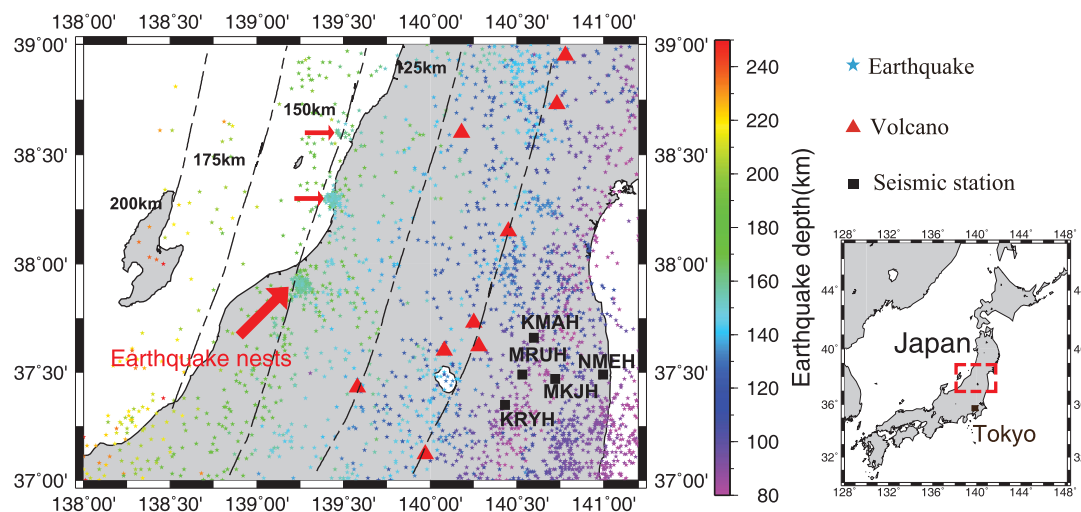 138°00' 138°30' 139°00' 139°30' 140°00' 140°30' 141°00'
39°00' 39°00'
38°30' 38°30'
38°00' 38°00'
37°30' 37°30'
37°00' 37°00'
138°00' 138°30' 139°00' 139°30' 140°00' 140°30' 141°00'
125km
150km
175km
200km
Earthquake nests
KMAH
MRUH
NMEH
MKJH
KRYH
240
220
200
180
160
140
120
100
80
Earthquake depth(km)
Earthquake
Volcano
Seismic station
128° 132° 136° 140° 144° 148°
44°
40°
36°
32°
4
4
3
3
Japan
Tokyo
128° 132° 136° 140° 144° 148°